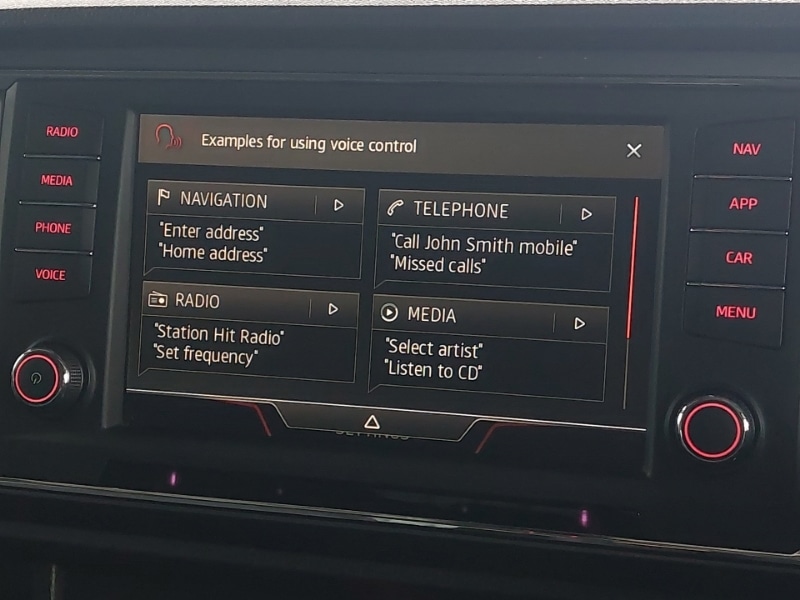 RADIO
MEDIA
PHONE
VOICE
Examples for using voice control
NAVIGATION
"Enter address"
"Home address"
TELEPHONE
"Call John Smith mobile"
"Missed calls"
RADIO
"Station Hit Radio"
"Set frequency"
MEDIA
"Select artist"
"Listen to CD"
NAV
APP
CAR
MENU